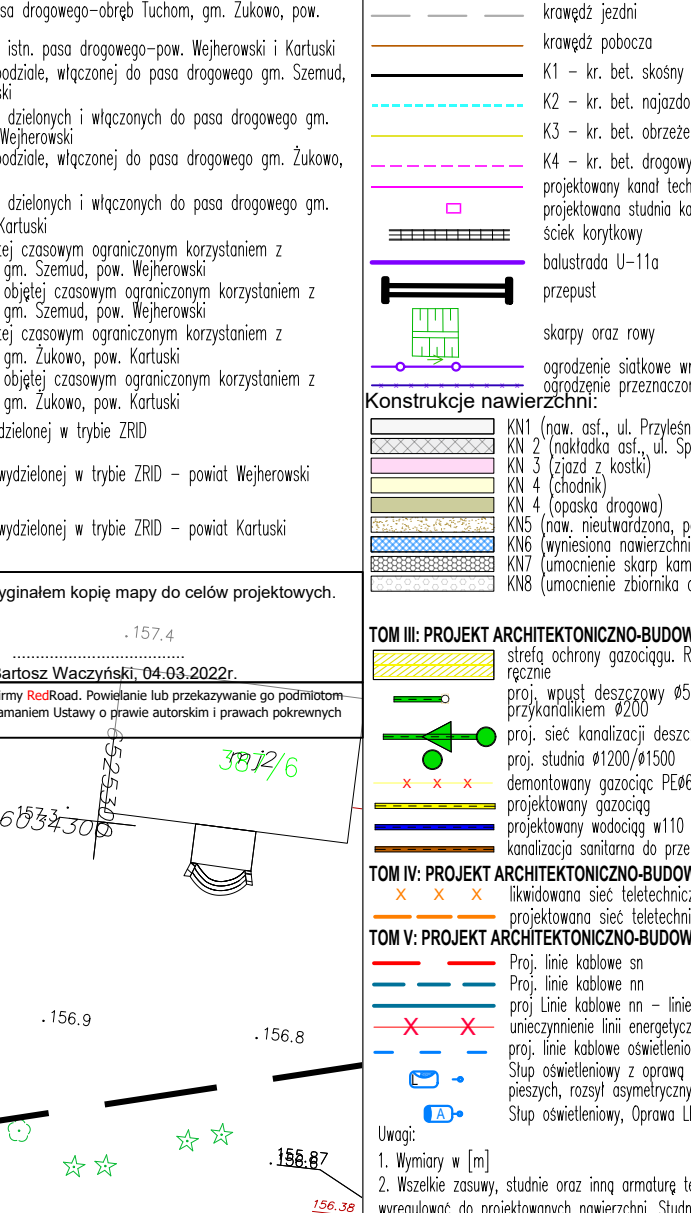 sa drogowego-obręb Tuchom, gm. Żukowo, pow.
istn. pasa drogowego-pow. Wejherowski i Kartuski
podziale, włączonej do pasa drogowego gm. Szemud,
ski
dzielonych i włączonych do pasa drogowego gm.
Wejherowski
podziale, włączonej do pasa drogowego gm. Żukowo,
dzielonych i włączonych do pasa drogowego gm.
Kartuski
tej czasowym ograniczonym korzystaniem z
gm. Szemud, pow. Wejherowski
objętej czasowym ograniczonym korzystaniem z
gm. Szemud, pow. Wejherowski
tej czasowym ograniczonym korzystaniem z
gm. Żukowo, pow. Kartuski
objętej czasowym ograniczonym korzystaniem z
gm. Żukowo, pow. Kartuski
dzielonej w trybie ZRID
wydzielonej w trybie ZRID – powiat Wejherowski
wydzielonej w trybie ZRID – powiat Kartuski
yginałem kopię mapy do celów projektowych.
157.4
Bartosz Waczyński, 04.03.2022r.
firmy RedRoad. Powielanie lub przekazywanie go podmiotom
amaniem Ustawy o prawie autorskim i prawach pokrewnych
387/6
mj2
6525306
157.3
6034306
156.9
156.8
155.87
156.38
krawędź jezdni
krawędź pobocza
K1 – kr. bet. skośny
K2 – kr. bet. najazdo
K3 – kr. bet. obrzeże
K4 – kr. bet. drogowy
projektowany kanał tech
projektowana studnia ka
ściek korytkowy
balustrada U–11a
przepust
skarpy oraz rowy
ogrodzenie siatkowe wr
ogrodzenie przeznaczor
Konstrukcje nawierzchni:
KN1 (naw. asf., ul. Przyleśn
KN 2 (nakładka asf., ul. Sp
KN 3 (zjazd z kostki)
KN 4 (chodnik)
KN 4 (opaska drogowa)
KN5 (naw. nieutwardzona, p
KN6 (wyniesiona nawierzchni
KN7 (umocnienie skarp kam
KN8 (umocnienie zbiornika
TOM III: PROJEKT ARCHITEKTONICZNO-BUDOW
strefa ochrony gazociągu. R
ręcznie
proj. wpust deszczowy ø5
przykanalikiem ø200
proj. sieć kanalizacji deszc
proj. studnia ø1200/ø1500
demontowany gazociąc PEø6
projektowany gazociąg
projektowany wodociąg w110
kanalizacja sanitarna do prze
TOM IV: PROJEKT ARCHITEKTONICZNO-BUDOW
likwidowana sieć teletechnicz
projektowana sieć teletechni
TOM V: PROJEKT ARCHITEKTONICZNO-BUDOW
Proj. linie kablowe sn
Proj. linie kablowe nn
proj Linie kablowe nn – linie
unieczynnienie linii energetycz
proj. linie kablowe oświetlenio
L
Słup oświetleniowy z oprawą
pieszych, rozsył asymetryczny
A
Słup oświetleniowy, Oprawa L
Uwagi:
1. Wymiary w [m]
2. Wszelkie zasuwy, studnie oraz inną armaturę te
wyregulować do projektowanych nawierzchni. Studn